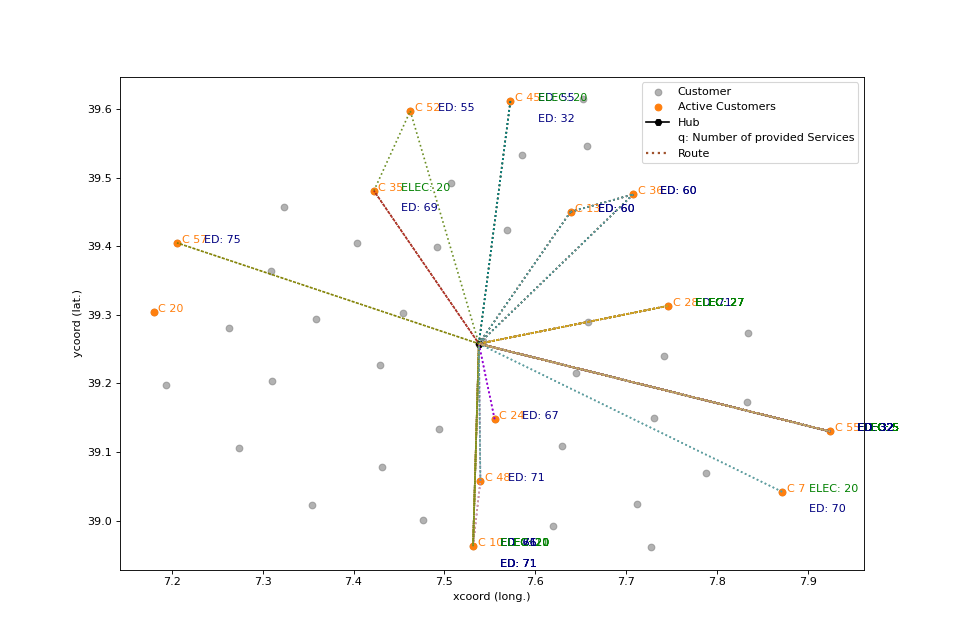 Customer
Active Customers
Hub
q: Number of provided Services
Route
39.6
39.5
39.4
39.3
39.2
39.1
39.0
7.2
7.3
7.4
7.5
7.6
7.7
7.8
7.9
xcoord (long.)
ycoord (lat.)
C 52 ED: 55
C 45 ELEC: 20
ED: 55
ED: 32
C 35 ELEC: 20
ED: 69
C 36 ED: 60
ED: 60
C 57 ED: 75
C 20
C 28
C 24 ED: 67
C 55
ED: 32
C 48 ED: 71
C 7 ELEC: 20
ED: 70
C 10
ED: 71